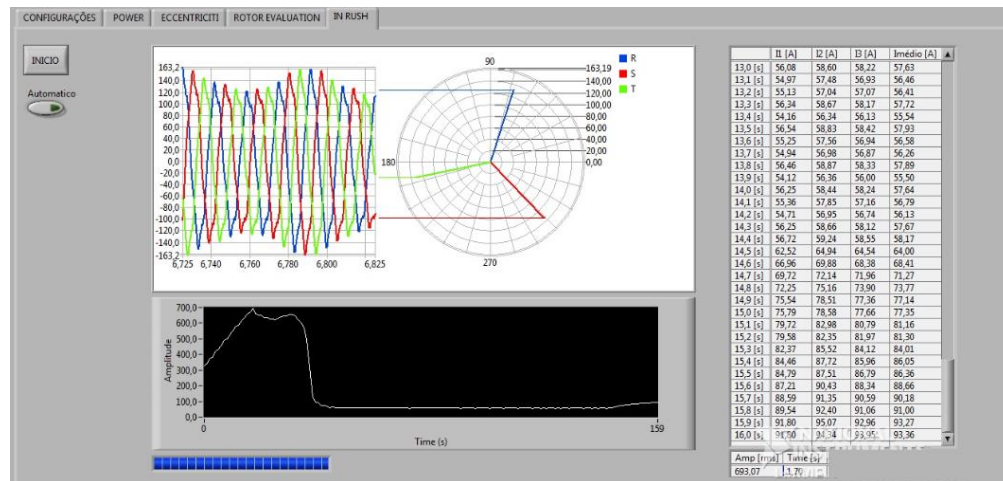 CONFIGURAÇÕES POWER ECCENTRICITI ROTOR EVALUATION IN RUSH
INICIO
Automatico
163,2
140,0
120,0
100,0
80,0
60,0
40,0
20,0
0,0
-20,0
-40,0
-60,0
-80,0
-100,0
-120,0
-140,0
-163,2
6,725 6,740 6,760 6,780 6,800 6,825
90
180
270
163,19
140,00
120,00
100,00
80,00
60,00
40,00
20,00
0,00
R
S
T
700,0
600,0
500,0
400,0
300,0
200,0
100,0
0,0
Amplitude
0 159
Time (s)
I1 [A] I2 [A] I3 [A] Imédio [A]
13,0 [s] 56,08 58,60 58,22 57,63
13,1 [s] 54,97 57,48 56,93 56,46
13,2 [s] 55,13 57,04 57,07 56,41
13,3 [s] 56,34 58,67 58,17 57,72
13,4 [s] 54,16 56,34 56,13 55,54
13,5 [s] 56,54 58,83 58,42 57,93
13,6 [s] 55,25 57,56 56,94 56,58
13,7 [s] 54,94 56,98 56,87 56,26
13,8 [s] 56,46 58,87 58,33 57,89
13,9 [s] 54,12 56,36 56,00 55,50
14,0 [s] 56,25 58,44 58,24 57,64
14,1 [s] 55,36 57,85 57,16 56,79
14,2 [s] 54,71 56,95 56,74 56,13
14,3 [s] 56,25 58,66 58,12 57,67
14,4 [s] 56,72 59,24 58,55 58,17
14,5 [s] 62,52 64,94 64,54 64,00
14,6 [s] 66,96 69,88 68,38 68,41
14,7 [s] 69,72 72,14 71,96 71,27
14,8 [s] 72,25 75,16 73,90 73,77
14,9 [s] 75,54 78,51 77,36 77,14
15,0 [s] 75,79 78,58 77,66 77,35
15,1 [s] 79,72 82,98 80,79 81,16
15,2 [s] 79,58 82,35 81,97 81,30
15,3 [s] 82,37 85,52 84,12 84,01
15,4 [s] 84,46 87,72 85,96 86,05
15,5 [s] 84,79 87,51 86,79 86,36
15,6 [s] 87,21 90,43 88,34 88,66
15,7 [s] 88,59 91,35 90,59 90,18
15,8 [s] 89,54 92,40 91,06 91,00
15,9 [s] 91,80 95,07 92,96 93,27
16,0 [s] 91,80 94,34 93,95 93,36
Amp [rms] Time (s)
693,07 1,70